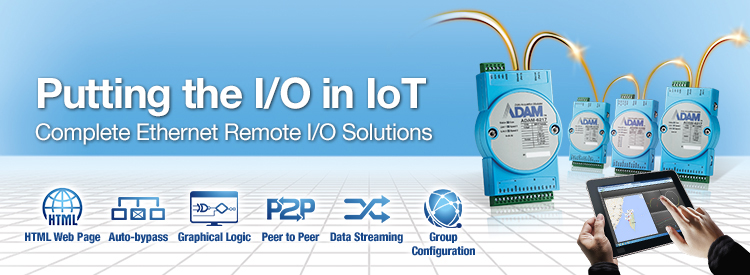 Putting the I/O in IoT
Complete Ethernet Remote I/O Solutions
ADAM
ADAM-6217
HTML
HTML Web Page
Auto-bypass
Graphical Logic
P2P
Peer to Peer
Data Streaming
Group
Configuration